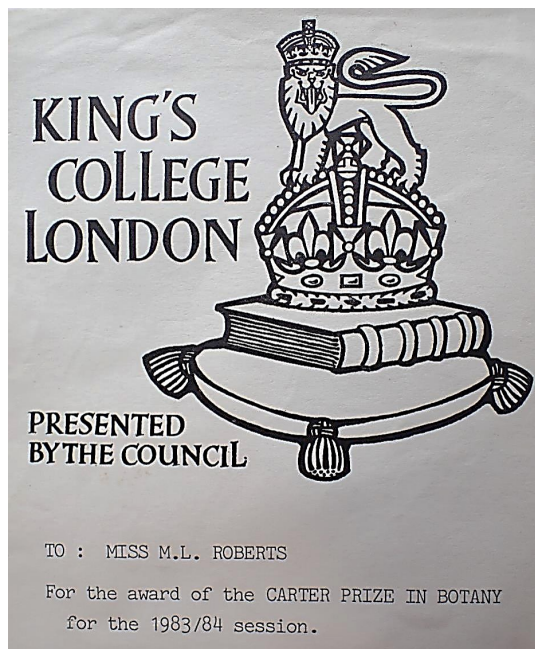 KING'S
COLLEGE
LONDON
PRESENTED
BY THE COUNCIL
TO : MISS M.L. ROBERTS
For the award of the CARTER PRIZE IN BOTANY
for the 1983/84 session.